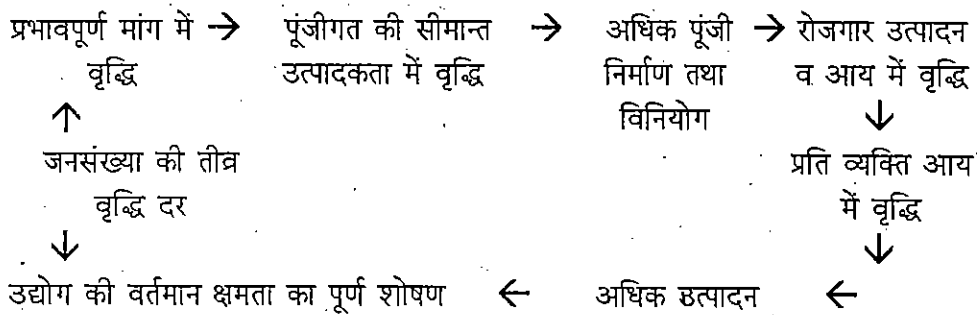 प्रभावपूर्ण मांग में → पूंजीगत की सीमान्त → अधिक पूंजी → रोजगार उत्पादन
वृद्धि उत्पादकता में वृद्धि निर्माण तथा व आय में वृद्धि
↑ विनियोग ↓
जनसंख्या की तीव्र प्रति व्यक्ति आय
वृद्धि दर में वृद्धि
↓ ↓
उद्योग की वर्तमान क्षमता का पूर्ण शोषण ← अधिक उत्पादन ←